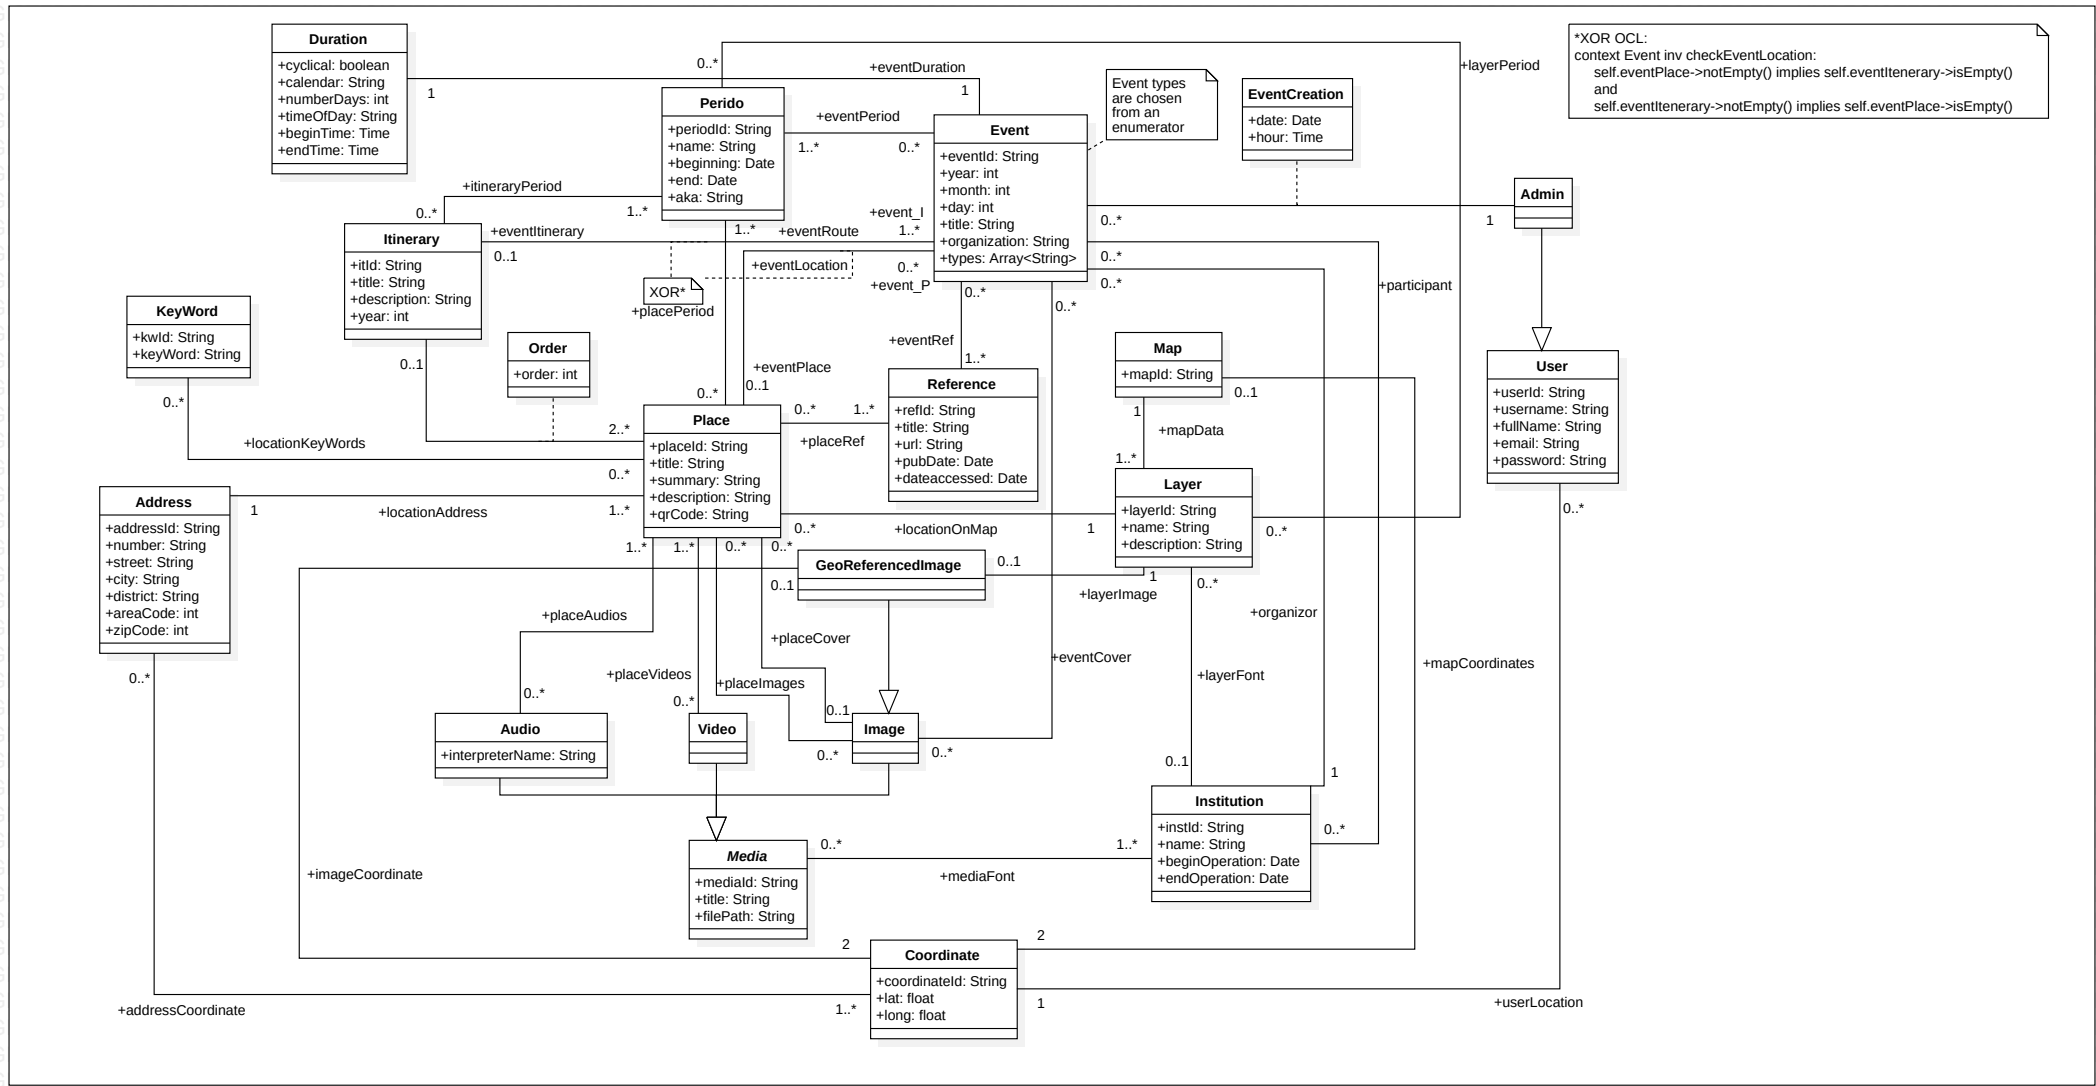 Duration
+cyclical: boolean
+calendar: String
+numberDays: int
+timeOfDay: String
+beginTime: Time
+endTime: Time
1
+eventDuration
1
0..*
+layerPeriod
Perido
+periodId: String
+name: String
+beginning: Date
+end: Date
+aka: String
+eventPeriod
1..*
0..*
Event
+eventId: String
+year: int
+month: int
+day: int
+title: String
+organization: String
+types: Array<String>
Event types
are chosen
from an
enumerator
EventCreation
+date: Date
+hour: Time
*XOR OCL:
context Event inv checkEventLocation:
self.eventPlace->notEmpty() implies self.eventItenerary->isEmpty()
and
self.eventItenerary->notEmpty() implies self.eventPlace->isEmpty()
Admin
0..*
1
+itineraryPeriod
0..*
1..*
Itinerary
+itId: String
+title: String
+description: String
+year: int
+eventItinerary
0..1
1..*
+eventRoute
+event_I
1..*
+eventLocation
0..*
+event_P
XOR*
+placePeriod
0..*
0..*
0..*
0..*
+participant
KeyWord
+kwId: String
+keyWord: String
0..*
0..1
Order
+order: int
+eventRef
1..*
+eventPlace
0..1
0..*
Reference
+refId: String
+title: String
+url: String
+pubDate: Date
+dateaccessed: Date
Map
+mapId: String
0..1
1
+mapData
1..*
User
+userId: String
+username: String
+fullName: String
+email: String
+password: String
0..*
+locationKeyWords
2..*
0..*
Place
+placeId: String
+title: String
+summary: String
+description: String
+qrCode: String
0..*
1..*
+placeRef
Address
+addressId: String
+number: String
+street: String
+city: String
+district: String
+areaCode: int
+zipCode: int
1
+locationAddress
1..*
0..*
+locationOnMap
1
Layer
+layerId: String
+name: String
+description: String
0..*
1..*
1..*
0..*
0..*
GeoReferencedImage
0..1
0..1
1
+layerImage
0..*
+organizor
+placeAudios
+placeCover
+placeVideos
+placeImages
+eventCover
+layerFont
+mapCoordinates
0..*
0..*
0..*
0..1
0..*
0..*
Audio
+interpreterName: String
Video
Image
0..1
1
Institution
+instId: String
+name: String
+beginOperation: Date
+endOperation: Date
0..*
Media
+mediaId: String
+title: String
+filePath: String
0..*
1..*
+mediaFont
+imageCoordinate
2
2
Coordinate
+coordinateId: String
+lat: float
+long: float
+addressCoordinate
1..*
1
+userLocation